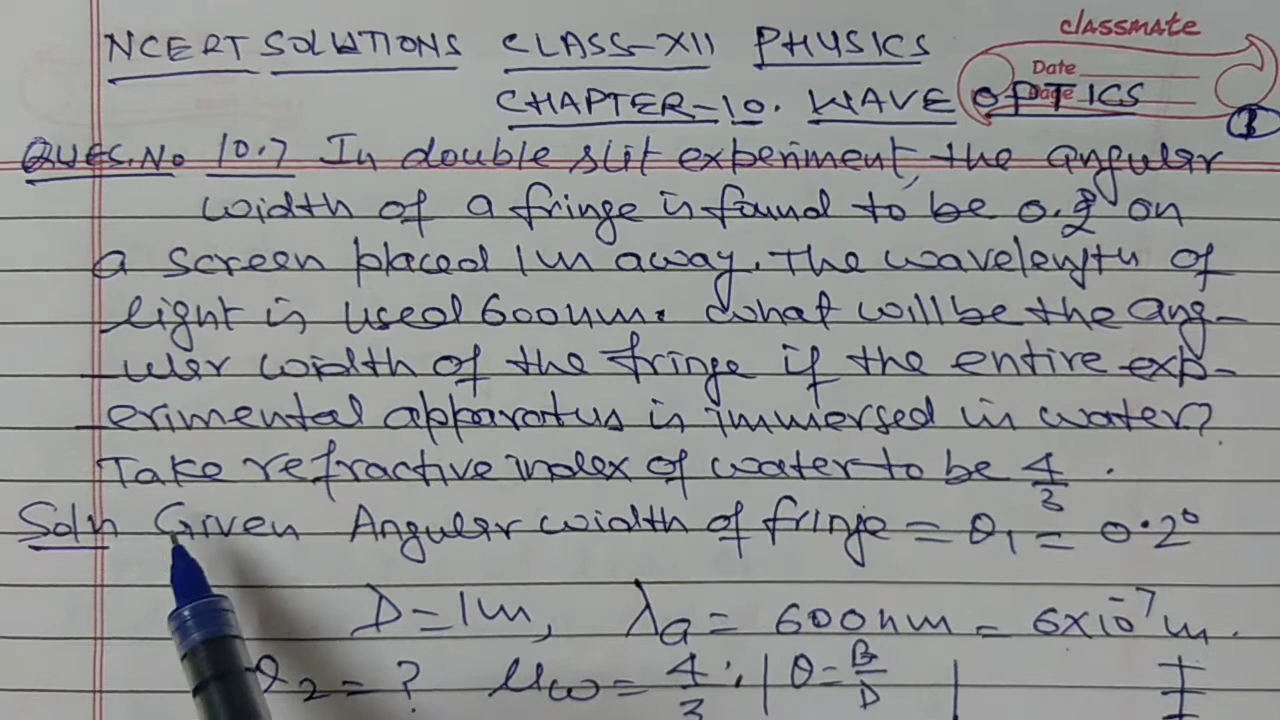 classmate
NCERT SOLUTIONS CLASS-XII PHYSICS
Date
Page
CHAPTER-10. WAVE OPTICS
QUES.No 10.7 In double slit experiment, the angular
width of a fringe is found to be 0.2 on
a screen placed 1m away. The wavelength of
light is used 600nm. what will be the ang-
uler width of the fringe if the entire exp-
erimental apparatus is immersed in water?
Take refractive index of water to be 4/3.
Soln Given Anguler width of fringe = θ₁ = 0.2°
D=1m, λa = 600nm = 6×10⁻⁷m.
θ₂ = ? μω = 4/3; | θ = β/D |